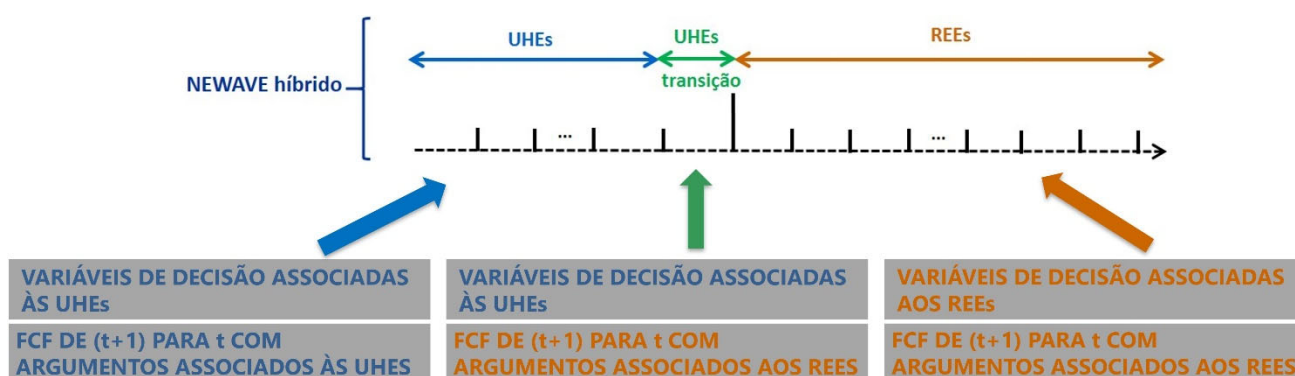 UHEs
UHEs
REEs
transição
NEWAVE híbrido
...
...
VARIÁVEIS DE DECISÃO ASSOCIADAS
ÀS UHEs
FCF DE (t+1) PARA t COM
ARGUMENTOS ASSOCIADOS ÀS UHES
VARIÁVEIS DE DECISÃO ASSOCIADAS
ÀS UHEs
FCF DE (t+1) PARA t COM
ARGUMENTOS ASSOCIADOS AOS REES
VARIÁVEIS DE DECISÃO ASSOCIADAS
AOS REEs
FCF DE (t+1) PARA t COM
ARGUMENTOS ASSOCIADOS AOS REES